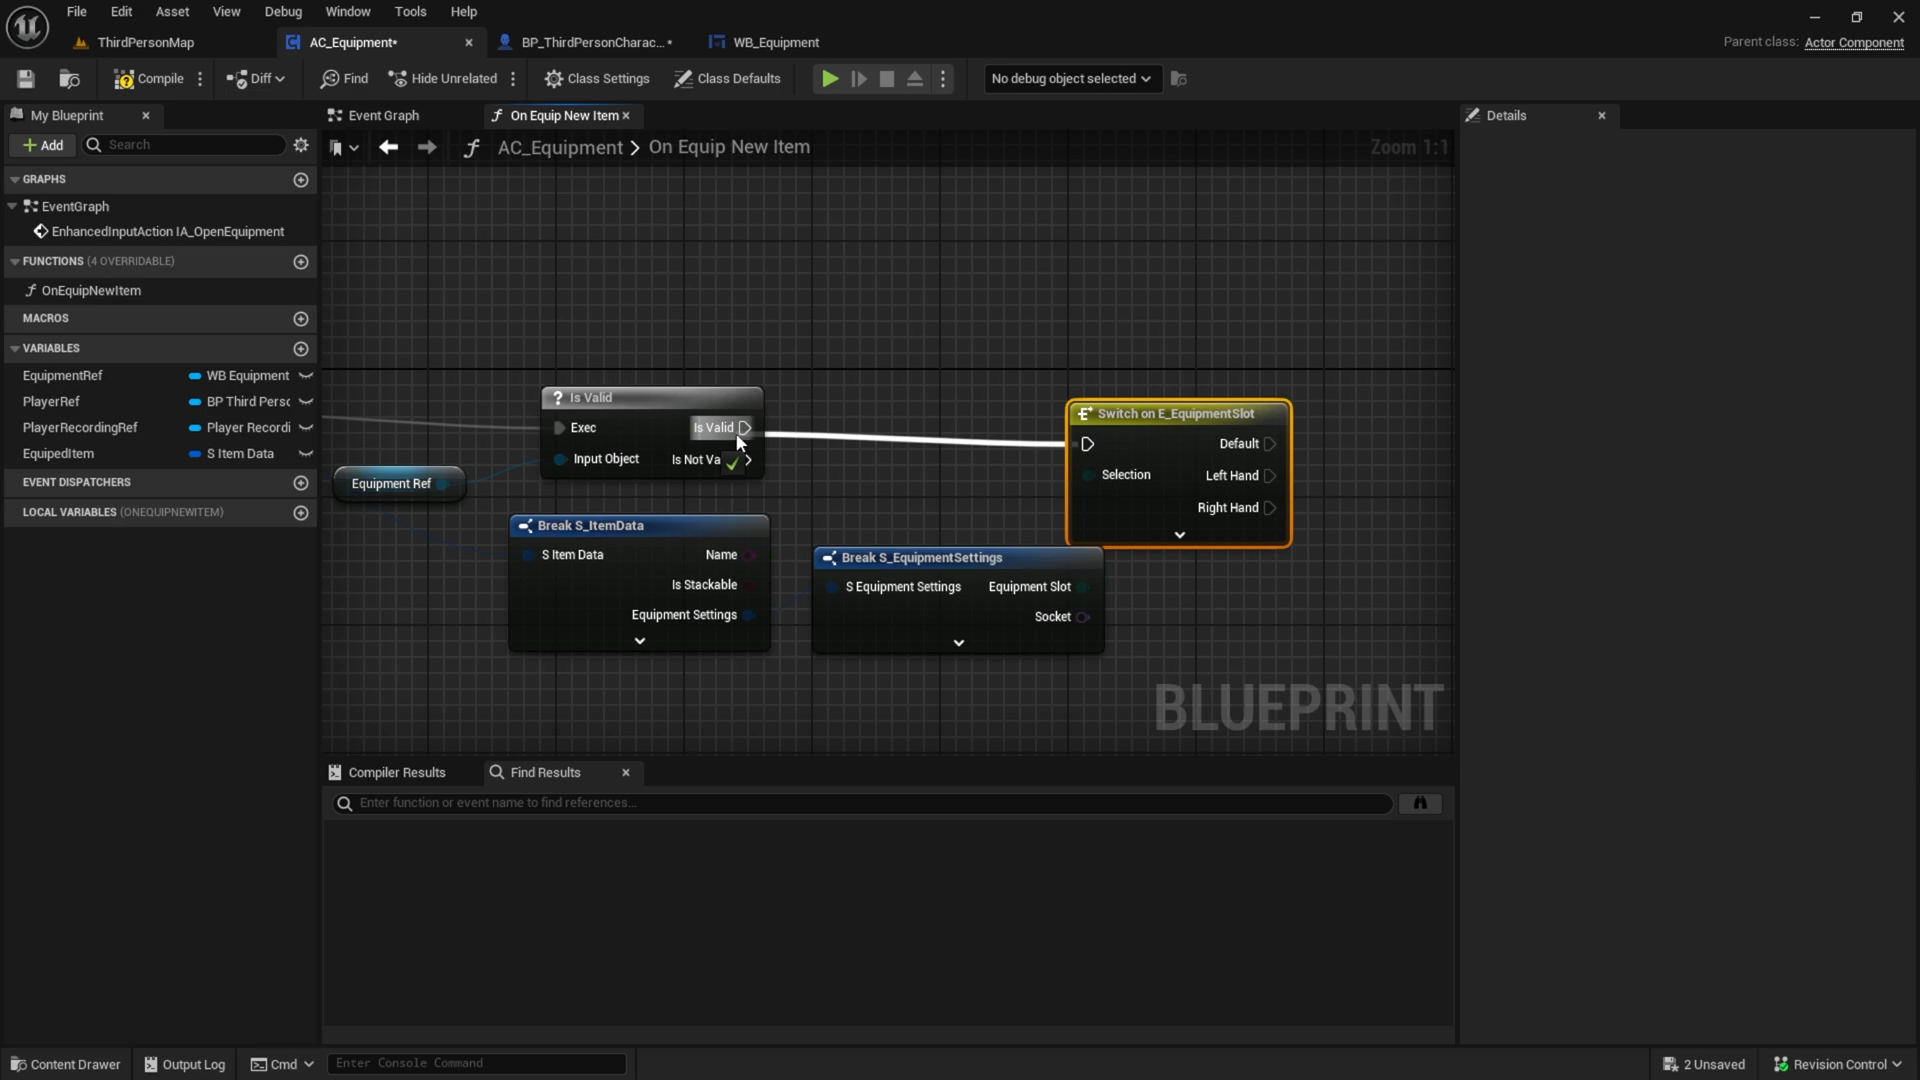 File Edit Asset View Debug Window Tools Help
ThirdPersonMap
AC_Equipment*
BP_ThirdPersonCharac...*
WB_Equipment
Parent class: Actor Component
Compile
Diff
Find
Hide Unrelated
Class Settings
Class Defaults
No debug object selected
My Blueprint
Event Graph
On Equip New Item
Details
Add
Search
AC_Equipment > On Equip New Item
Zoom 1:1
GRAPHS
EventGraph
EnhancedInputAction IA_OpenEquipment
FUNCTIONS (4 OVERRIDABLE)
OnEquipNewItem
MACROS
VARIABLES
EquipmentRef WB Equipment
PlayerRef BP Third Persc
PlayerRecordingRef Player Recordi
EquipedItem S Item Data
EVENT DISPATCHERS
LOCAL VARIABLES (ONEQUIPNEWITEM)
Is Valid
Exec Is Valid
Input Object Is Not Va
Equipment Ref
Switch on E_EquipmentSlot
Default
Selection Left Hand
Right Hand
Break S_ItemData
S Item Data Name
Is Stackable
Equipment Settings
Break S_EquipmentSettings
S Equipment Settings Equipment Slot
Socket
BLUEPRINT
Compiler Results
Find Results
Enter function or event name to find references...
Content Drawer
Output Log
Cmd
Enter Console Command
2 Unsaved
Revision Control